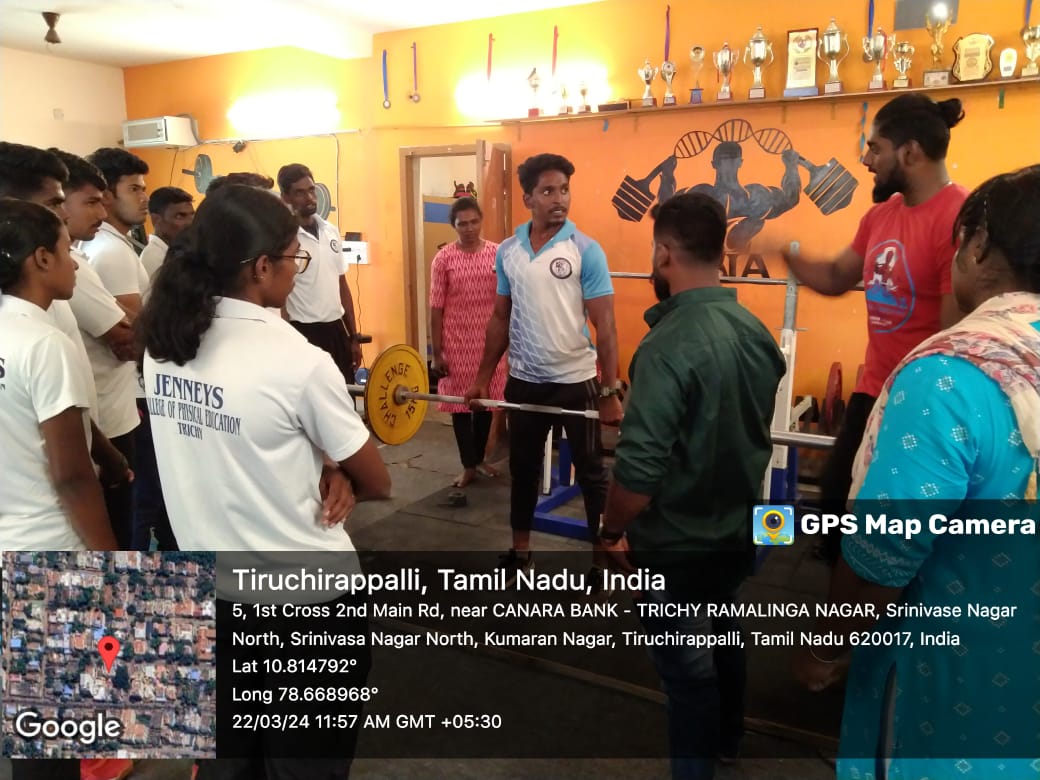 NIA
CHALLENGE
15
S
JENNEYS
COLLEGE OF PHYSICAL EDUCATION
TRICHY
GPS Map Camera
Tiruchirappalli, Tamil Nadu, India
5, 1st Cross 2nd Main Rd, near CANARA BANK - TRICHY RAMALINGA NAGAR, Srinivase Nagar
North, Srinivasa Nagar North, Kumaran Nagar, Tiruchirappalli, Tamil Nadu 620017, India
Lat 10.814792°
Long 78.668968°
22/03/24 11:57 AM GMT +05:30
Google